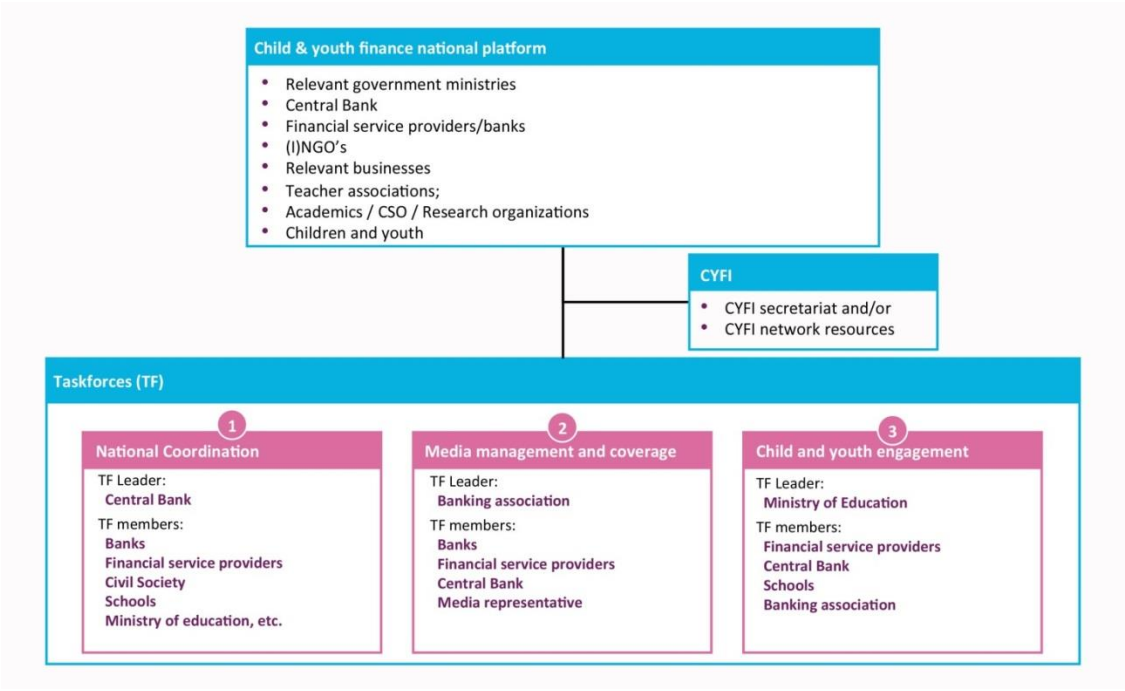 Child & youth finance national platform
• Relevant government ministries
• Central Bank
• Financial service providers/banks
• (I)NGO's
• Relevant businesses
• Teacher associations;
• Academics / CSO / Research organizations
• Children and youth
CYFI
• CYFI secretariat and/or
• CYFI network resources
Taskforces (TF)
1
National Coordination
TF Leader:
Central Bank
TF members:
Banks
Financial service providers
Civil Society
Schools
Ministry of education, etc.
2
Media management and coverage
TF Leader:
Banking association
TF members:
Banks
Financial service providers
Central Bank
Media representative
3
Child and youth engagement
TF Leader:
Ministry of Education
TF members:
Financial service providers
Central Bank
Schools
Banking association